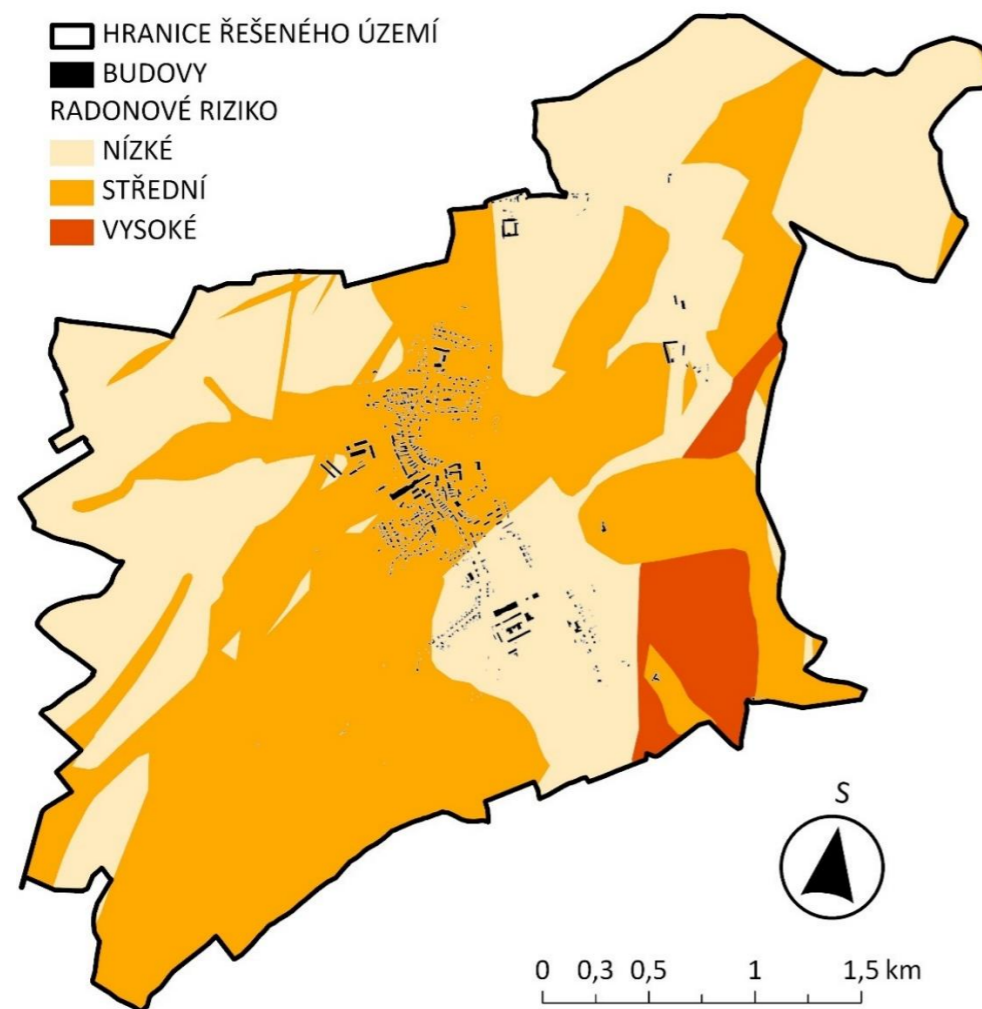 HRANICE ŘEŠENÉHO ÚZEMÍ
BUDOVY
RADONOVÉ RIZIKO
NÍZKÉ
STŘEDNÍ
VYSOKÉ
S
0 0,3 0,5 1 1,5 km